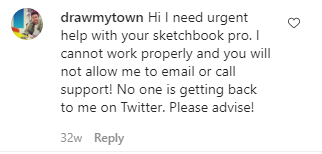 drawmytown Hi I need urgent
help with your sketchbook pro. I
cannot work properly and you will
not allow me to email or call
support! No one is getting back
to me on Twitter. Please advise!
32w Reply